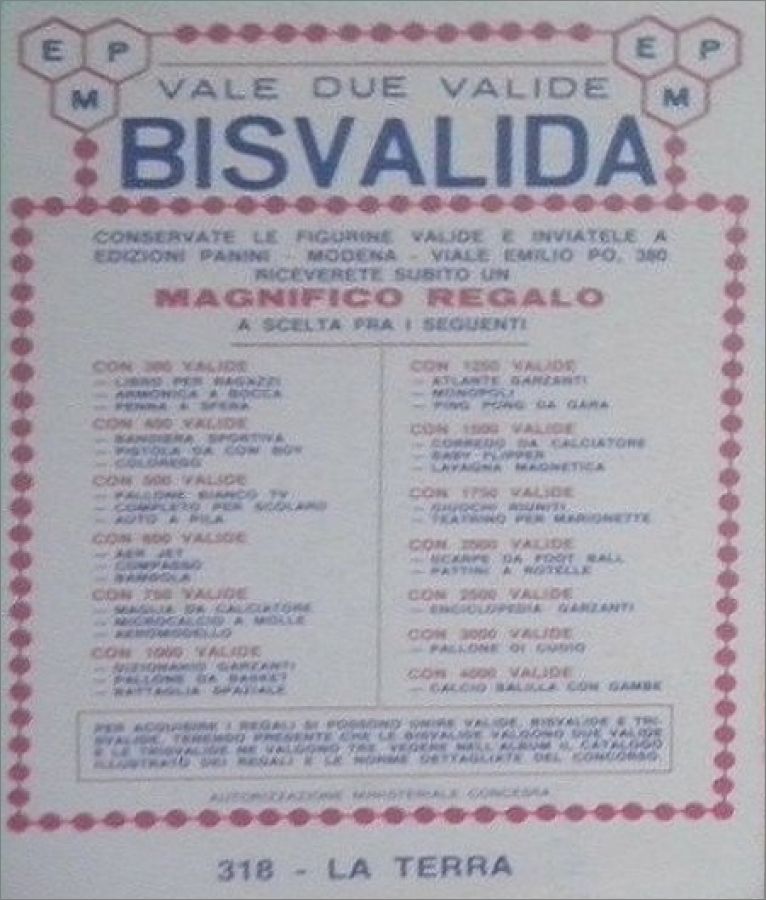 E P M
E P M
VALE DUE VALIDE
BISVALIDA
CONSERVATE LE FIGURINE VALIDE E INVIATELE A
EDIZIONI PANINI - MODENA - VIALE EMILIO PO, 380
RICEVERETE SUBITO UN
MAGNIFICO REGALO
A SCELTA FRA I SEGUENTI
CON 300 VALIDE
— LIBRO PER RAGAZZI
— ARMONICA A BOCCA
— PENNA A SFERA
CON 400 VALIDE
— BANDIERA SPORTIVA
— PISTOLA DA COW BOY
— COLOREGO
CON 500 VALIDE
— PALLONE BIANCO TV
— COMPLETO PER SCOLARO
— AUTO A PILA
CON 600 VALIDE
— AER JET
— COMPASSO
— BAMBOLA
CON 750 VALIDE
— MAGLIA DA CALCIATORE
— MICROCALCIO A MOLLE
— AEROMODELLO
CON 1000 VALIDE
— DIZIONARIO GARZANTI
— PALLONE DA BASKET
— BATTAGLIA SPAZIALE
CON 1250 VALIDE
— ATLANTE GARZANTI
— MONOPOLI
— PING PONG DA GARA
CON 1500 VALIDE
— CORREDO DA CALCIATORE
— BABY FLIPPER
— LAVAGNA MAGNETICA
CON 1750 VALIDE
— GIUOCHI RIUNITI
— TEATRINO PER MARIONETTE
CON 2000 VALIDE
— SCARPE DA FOOT BALL
— PATTINI A ROTELLE
CON 2500 VALIDE
— ENCICLOPEDIA GARZANTI
CON 3000 VALIDE
— PALLONE DI CUOIO
CON 4000 VALIDE
— CALCIO BALILLA CON GAMBE
PER ACQUISIRE I REGALI SI POSSONO UNIRE VALIDE, BISVALIDE E TRI-
SVALIDE, TENENDO PRESENTE CHE LE BISVALIDE VALGONO DUE VALIDE
E LE TRISVALIDE NE VALGONO TRE. VEDERE NELL'ALBUM IL CATALOGO
ILLUSTRATO DEI REGALI E LE NORME DETTAGLIATE DEL CONCORSO.
AUTORIZZAZIONE MINISTERIALE CONCESSA
318 - LA TERRA